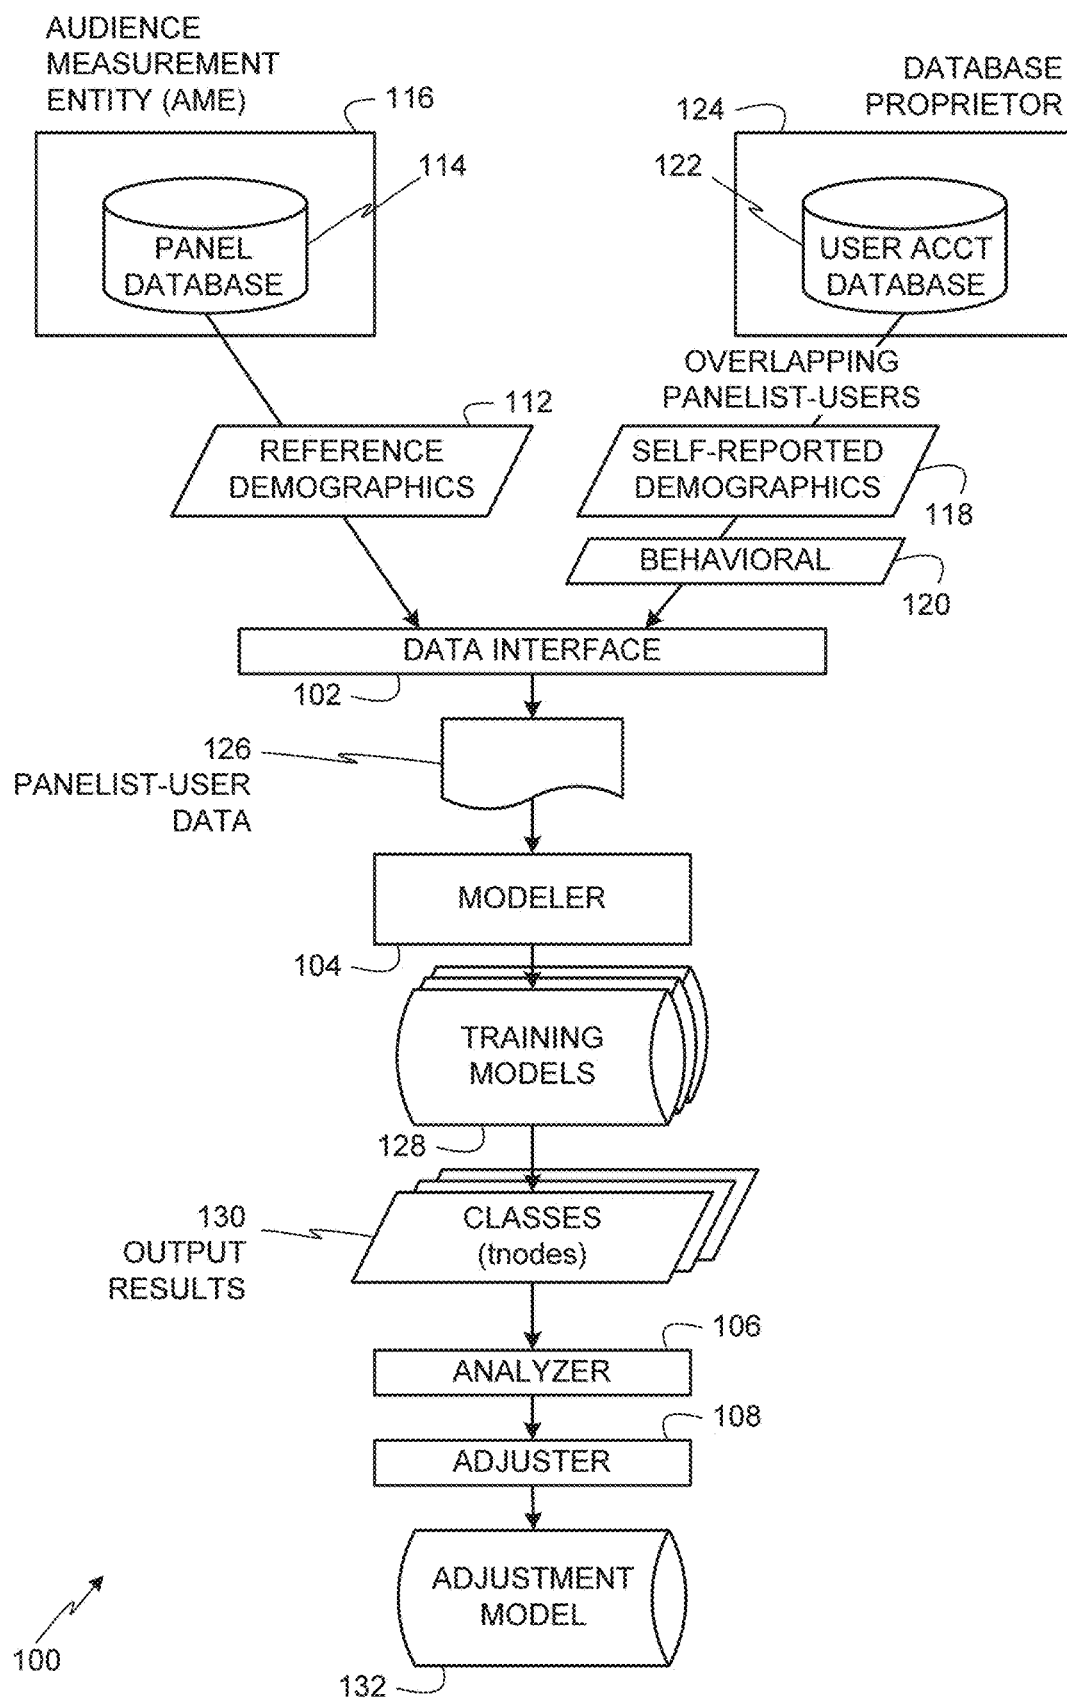 AUDIENCE
MEASUREMENT
ENTITY (AME)
116
DATABASE
PROPRIETOR
124
114
122
PANEL
DATABASE
USER ACCT
DATABASE
OVERLAPPING
PANELIST-USERS
112
REFERENCE
DEMOGRAPHICS
SELF-REPORTED
DEMOGRAPHICS
118
BEHAVIORAL
120
DATA INTERFACE
102
126
PANELIST-USER
DATA
MODELER
104
TRAINING
MODELS
128
130
OUTPUT
RESULTS
CLASSES
(tnodes)
106
ANALYZER
108
ADJUSTER
ADJUSTMENT
MODEL
100
132